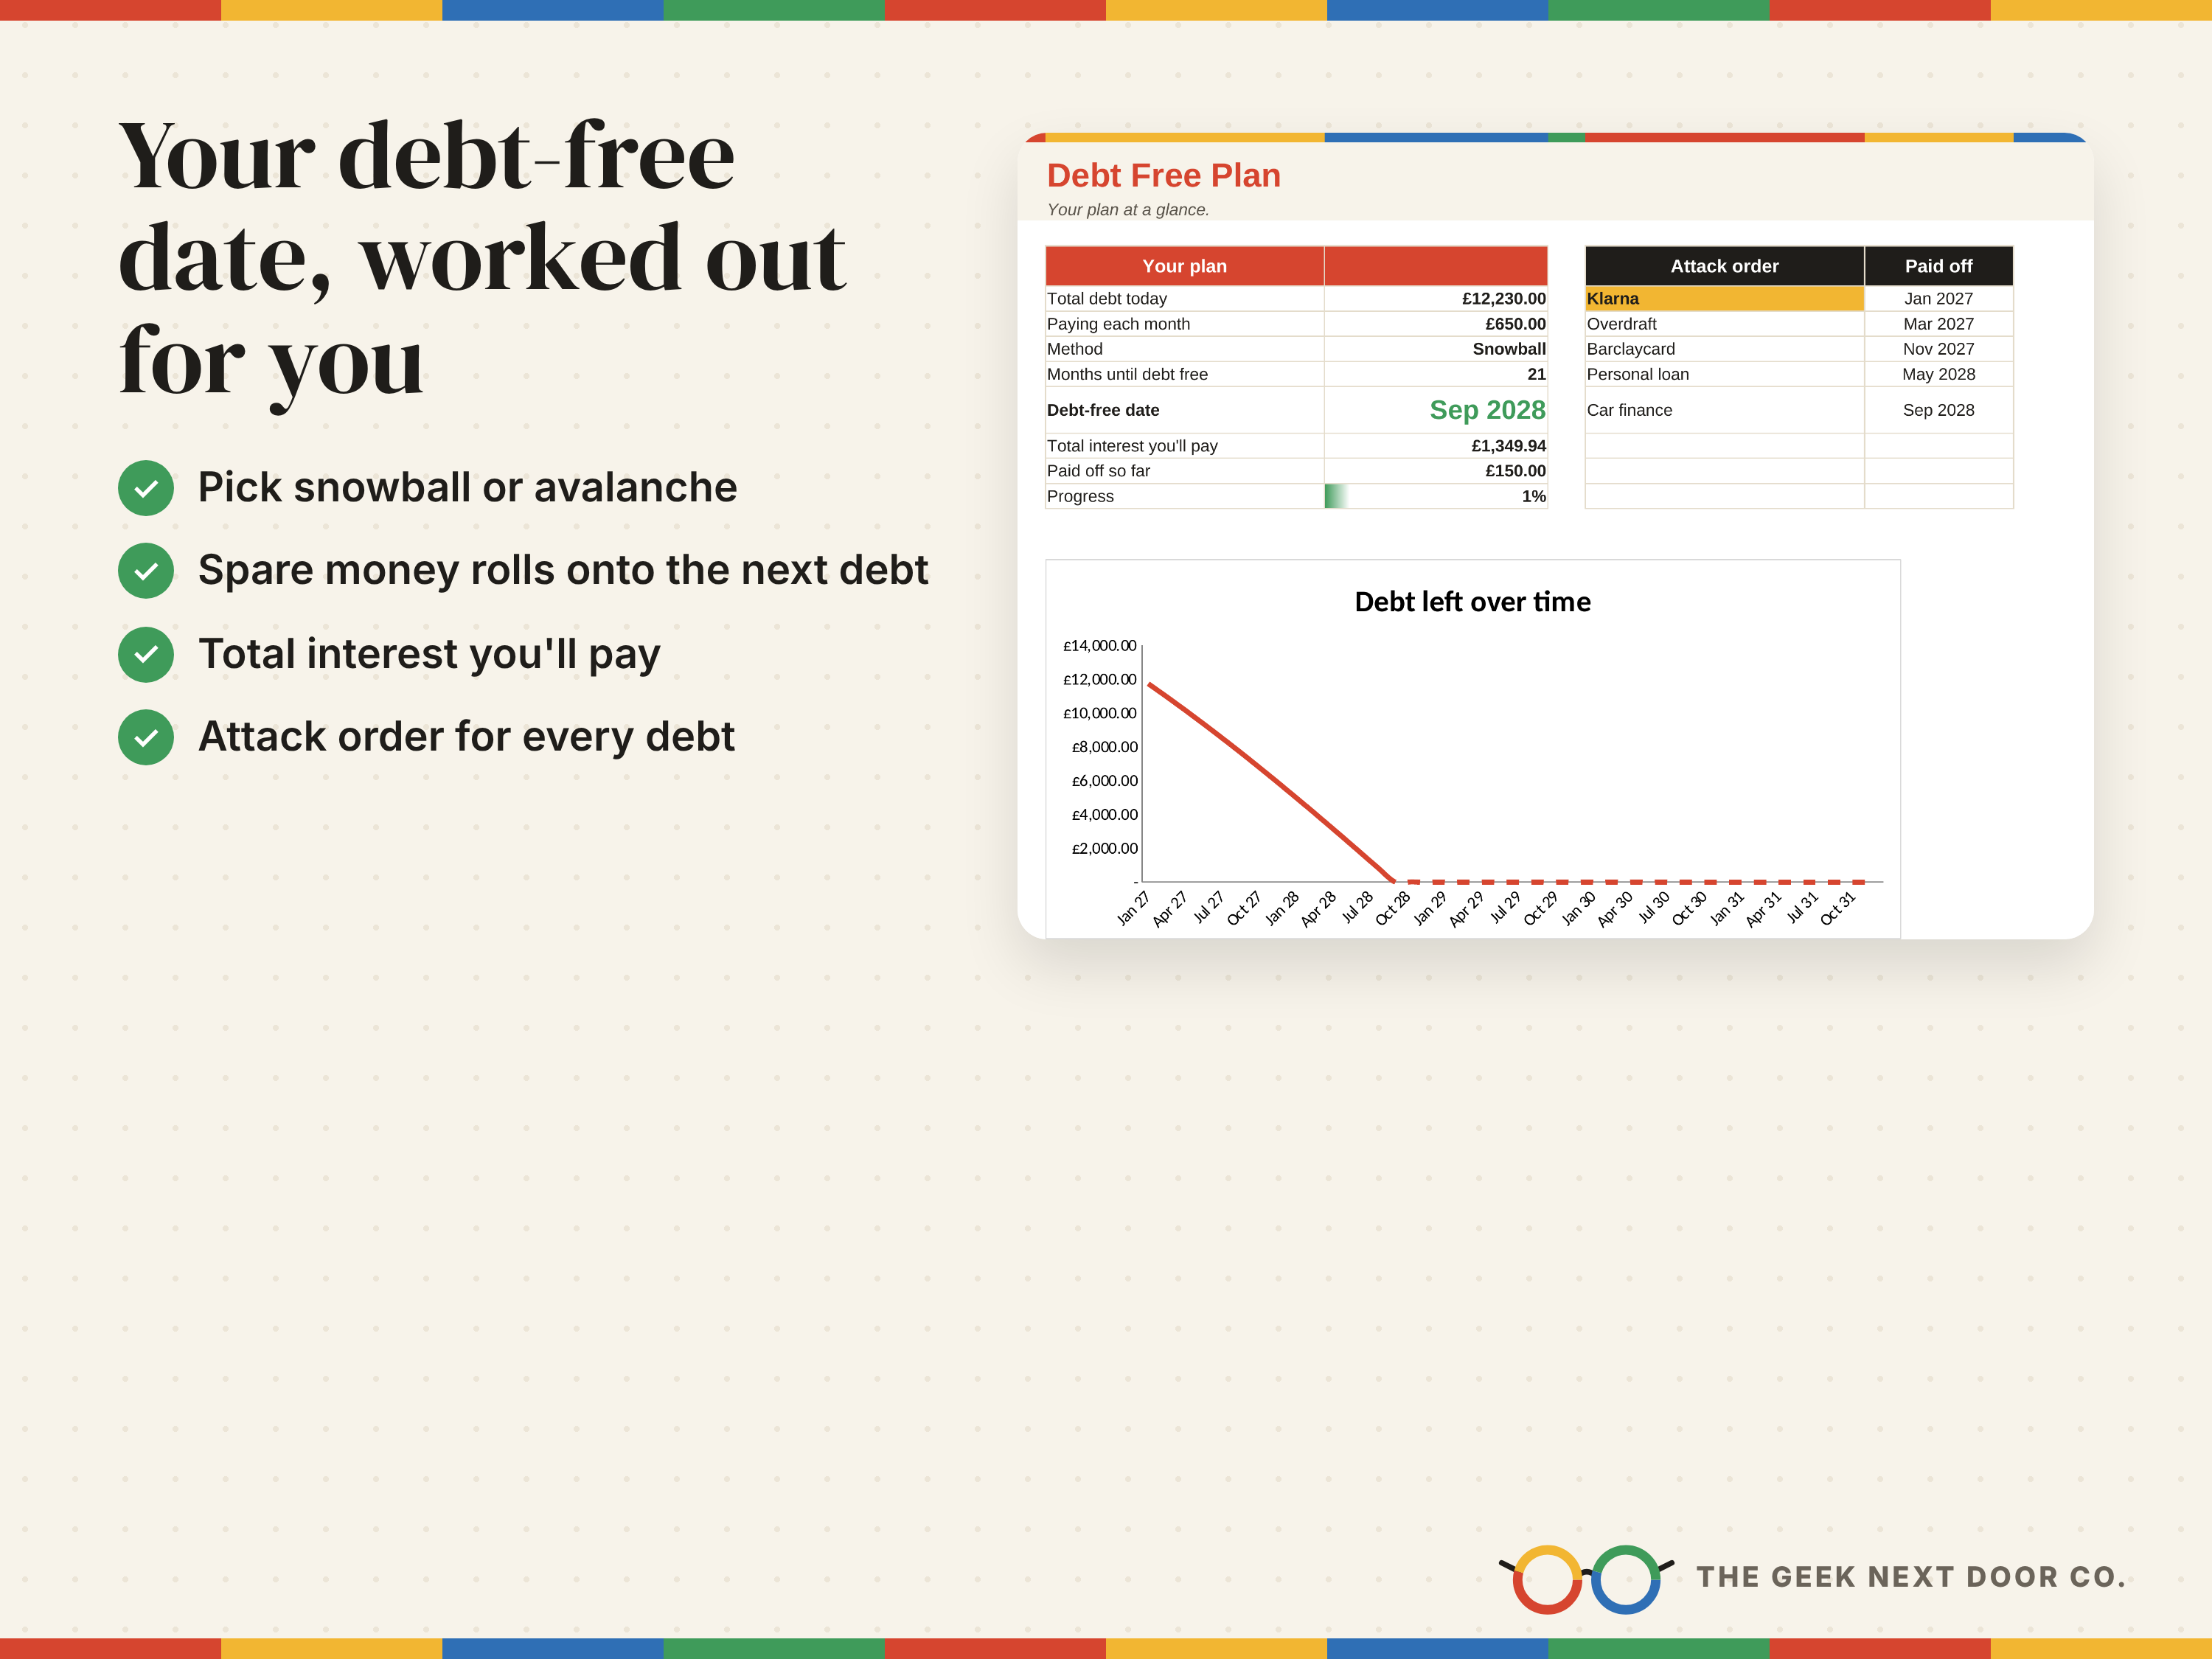 Your debt-free
date, worked out
for you
Pick snowball or avalanche
Spare money rolls onto the next debt
Total interest you'll pay
Attack order for every debt
Debt Free Plan
Your plan at a glance.
Your plan
Total debt today £12,230.00
Paying each month £650.00
Method Snowball
Months until debt free 21
Debt-free date Sep 2028
Total interest you'll pay £1,349.94
Paid off so far £150.00
Progress 1%
Attack order Paid off
Klarna Jan 2027
Overdraft Mar 2027
Barclaycard Nov 2027
Personal loan May 2028
Car finance Sep 2028
Debt left over time
£14,000.00
£12,000.00
£10,000.00
£8,000.00
£6,000.00
£4,000.00
£2,000.00
-
Jan 27 Apr 27 Jul 27 Oct 27 Jan 28 Apr 28 Jul 28 Oct 28 Jan 29 Apr 29 Jul 29 Oct 29 Jan 30 Apr 30 Jul 30 Oct 30 Jan 31 Apr 31 Jul 31 Oct 31
THE GEEK NEXT DOOR CO.